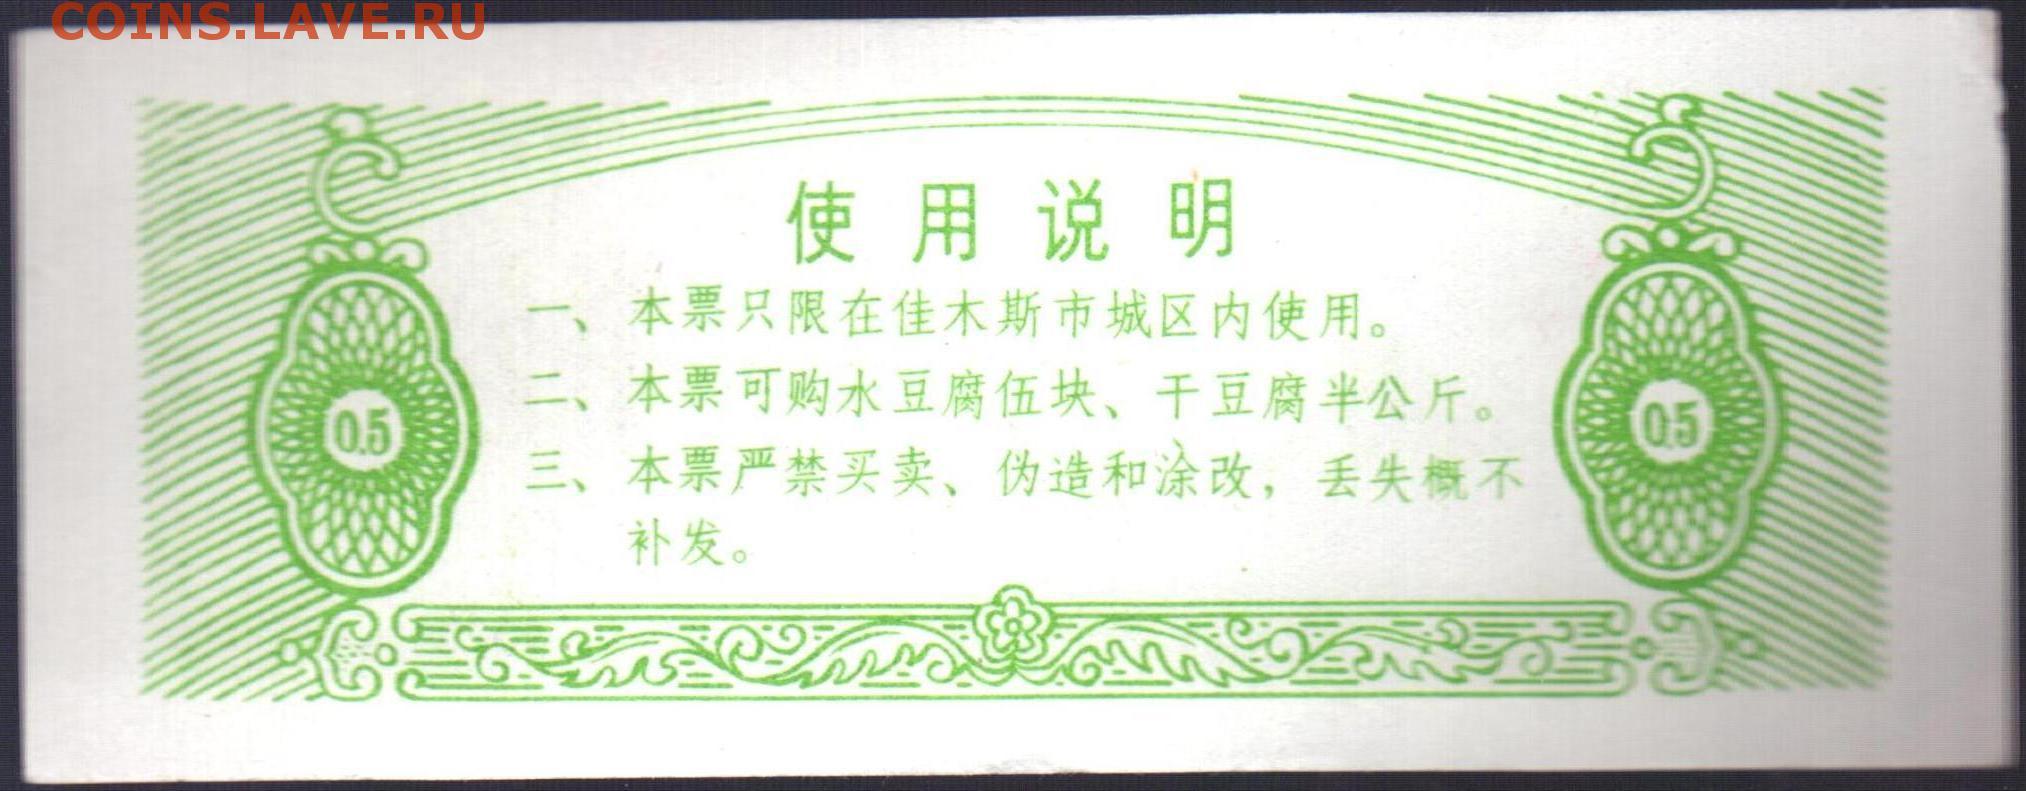 COINS.LAVE.RU
使用说明
一、本票只限在佳木斯市城区内使用。
二、本票可购水豆腐伍块、干豆腐半公斤。
0.5
0.5
三、本票严禁买卖、伪造和涂改，丢失概不
补发。